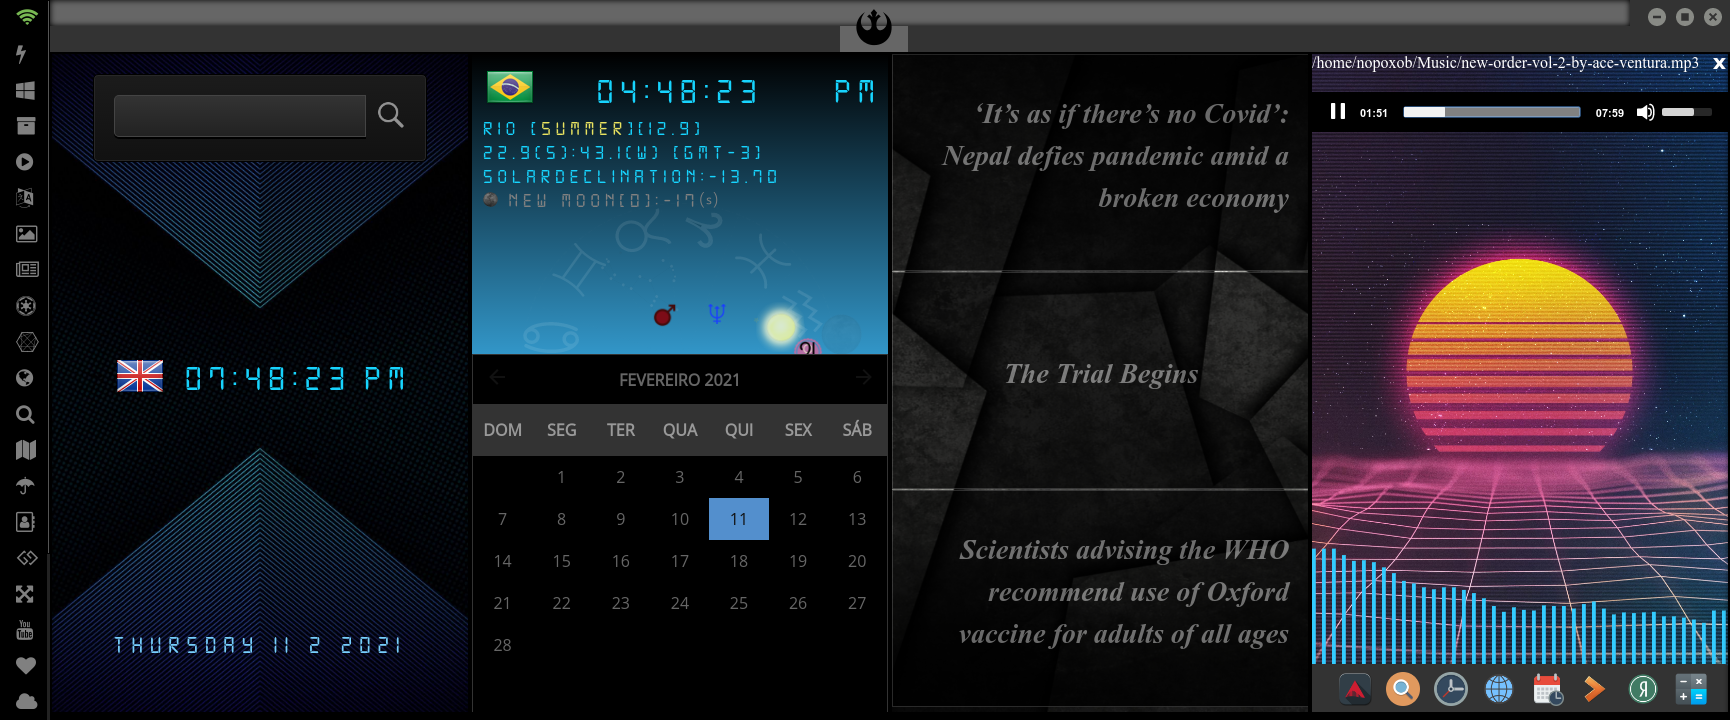 07:48:23 PM
THURSDAY 11 2 2021
04:48:23 PM
RIO [SUMMER][12.9]
22.9(S):43.1(W) [GMT-3]
SOLARDECLINATION:-13.70
NEW MOON[0]:-17(s)
FEVEREIRO 2021
DOM SEG TER QUA QUI SEX SÁB
1 2 3 4 5 6
7 8 9 10 11 12 13
14 15 16 17 18 19 20
21 22 23 24 25 26 27
28
‘It’s as if there’s no Covid’:
Nepal defies pandemic amid a
broken economy
The Trial Begins
Scientists advising the WHO
recommend use of Oxford
vaccine for adults of all ages
/home/nopoxob/Music/new-order-vol-2-by-ace-ventura.mp3 x
01:51 07:59
You
Tube
Я